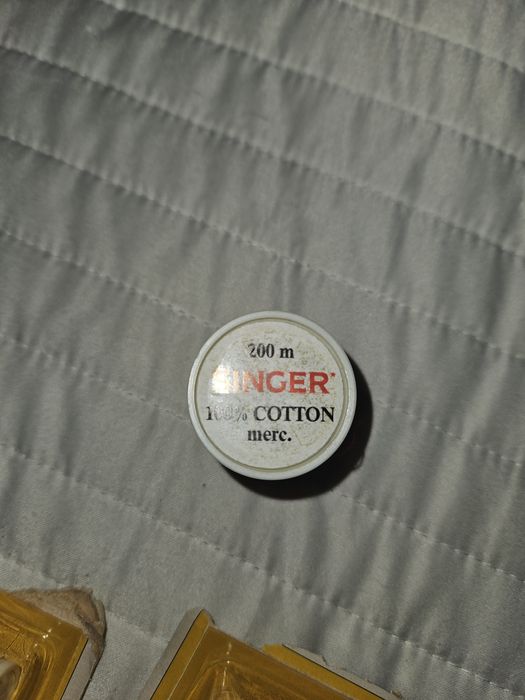 200 m
SINGER*
100% COTTON
merc.